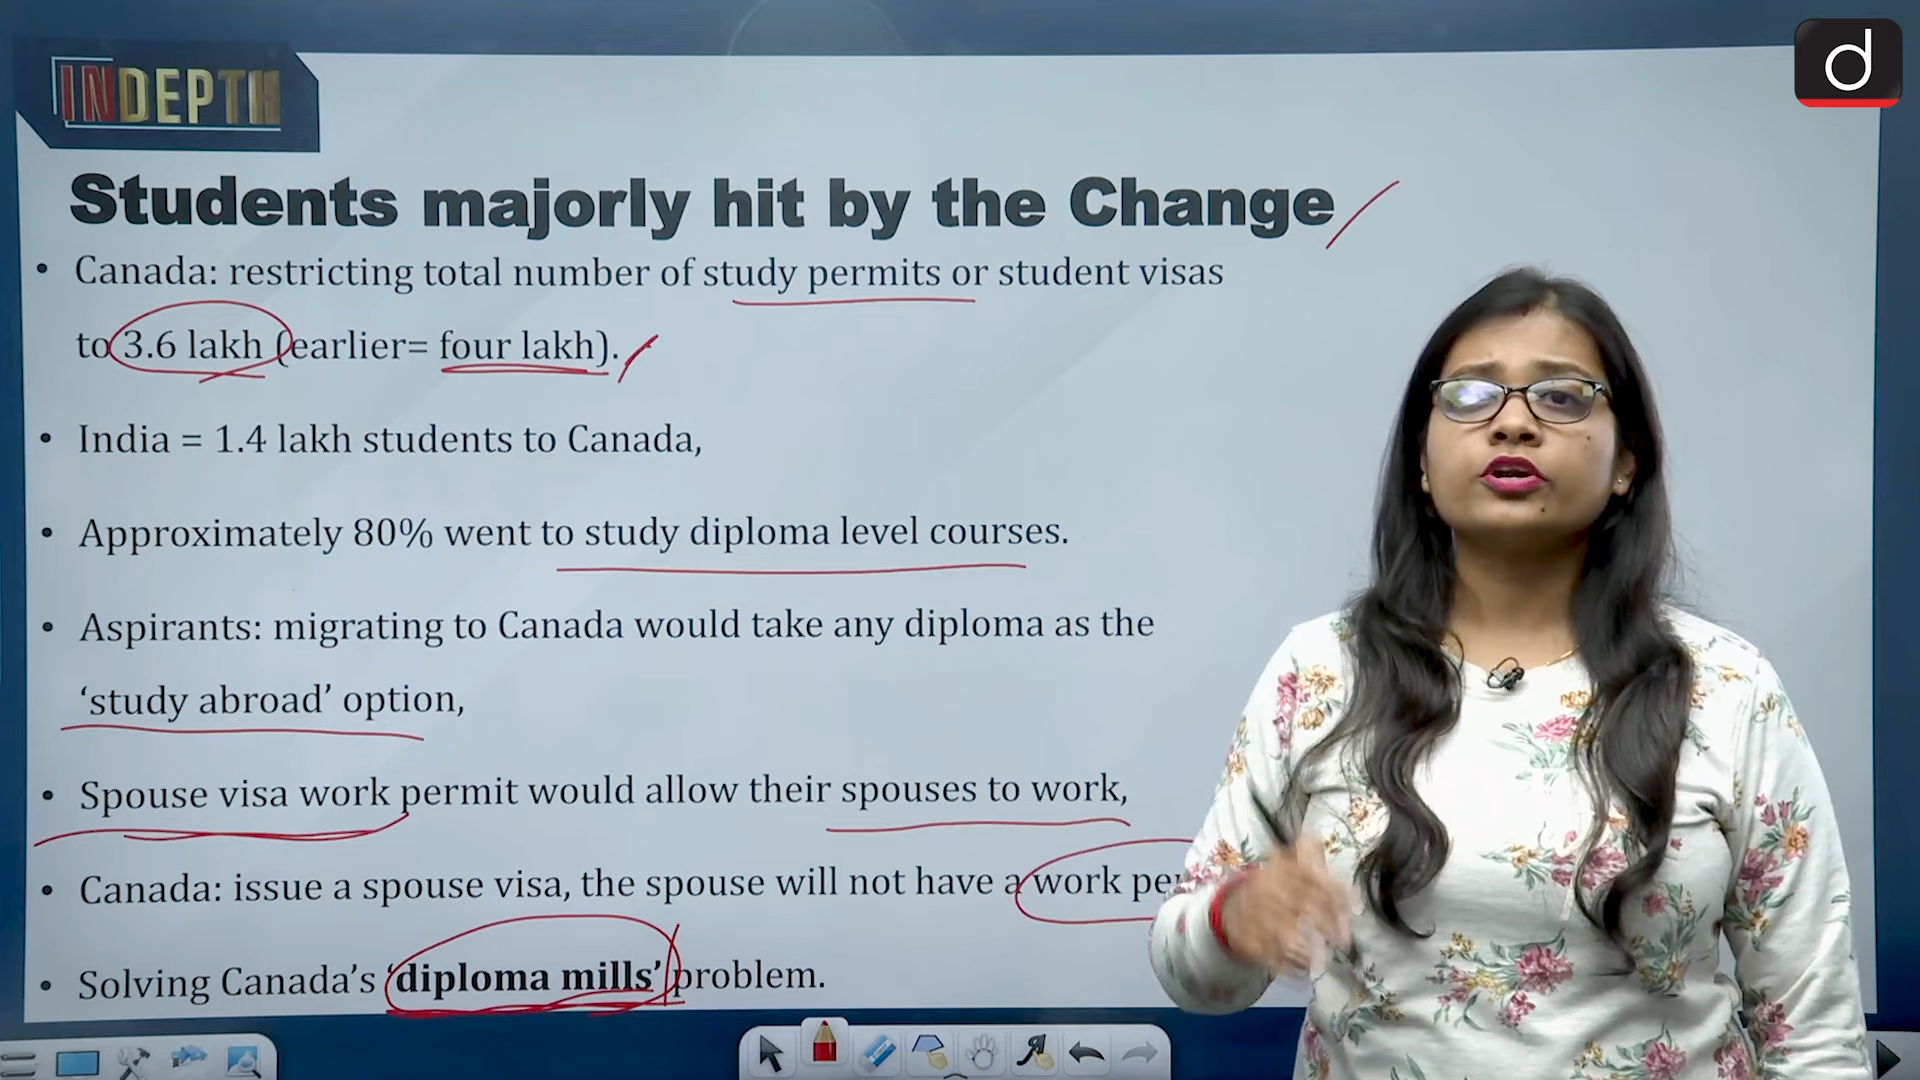 INDEPTH
d
Students majorly hit by the Change
• Canada: restricting total number of study permits or student visas
to 3.6 lakh (earlier= four lakh).
• India = 1.4 lakh students to Canada,
• Approximately 80% went to study diploma level courses.
• Aspirants: migrating to Canada would take any diploma as the
‘study abroad’ option,
• Spouse visa work permit would allow their spouses to work,
• Canada: issue a spouse visa, the spouse will not have a work
• Solving Canada’s ‘diploma mills’ problem.